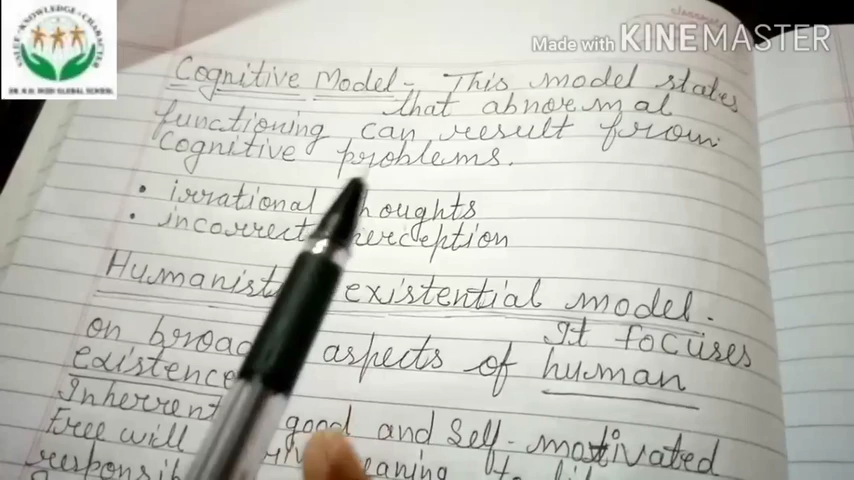 Made with KINEMASTER
Cognitive Model- This model states
that abnormal
functioning can result from
Cognitive problems.
• irrational thoughts
• incorrect perception
existential model.
It focuses
on broad aspects of human
existence
Inherrent good and Self-motivated
Free will